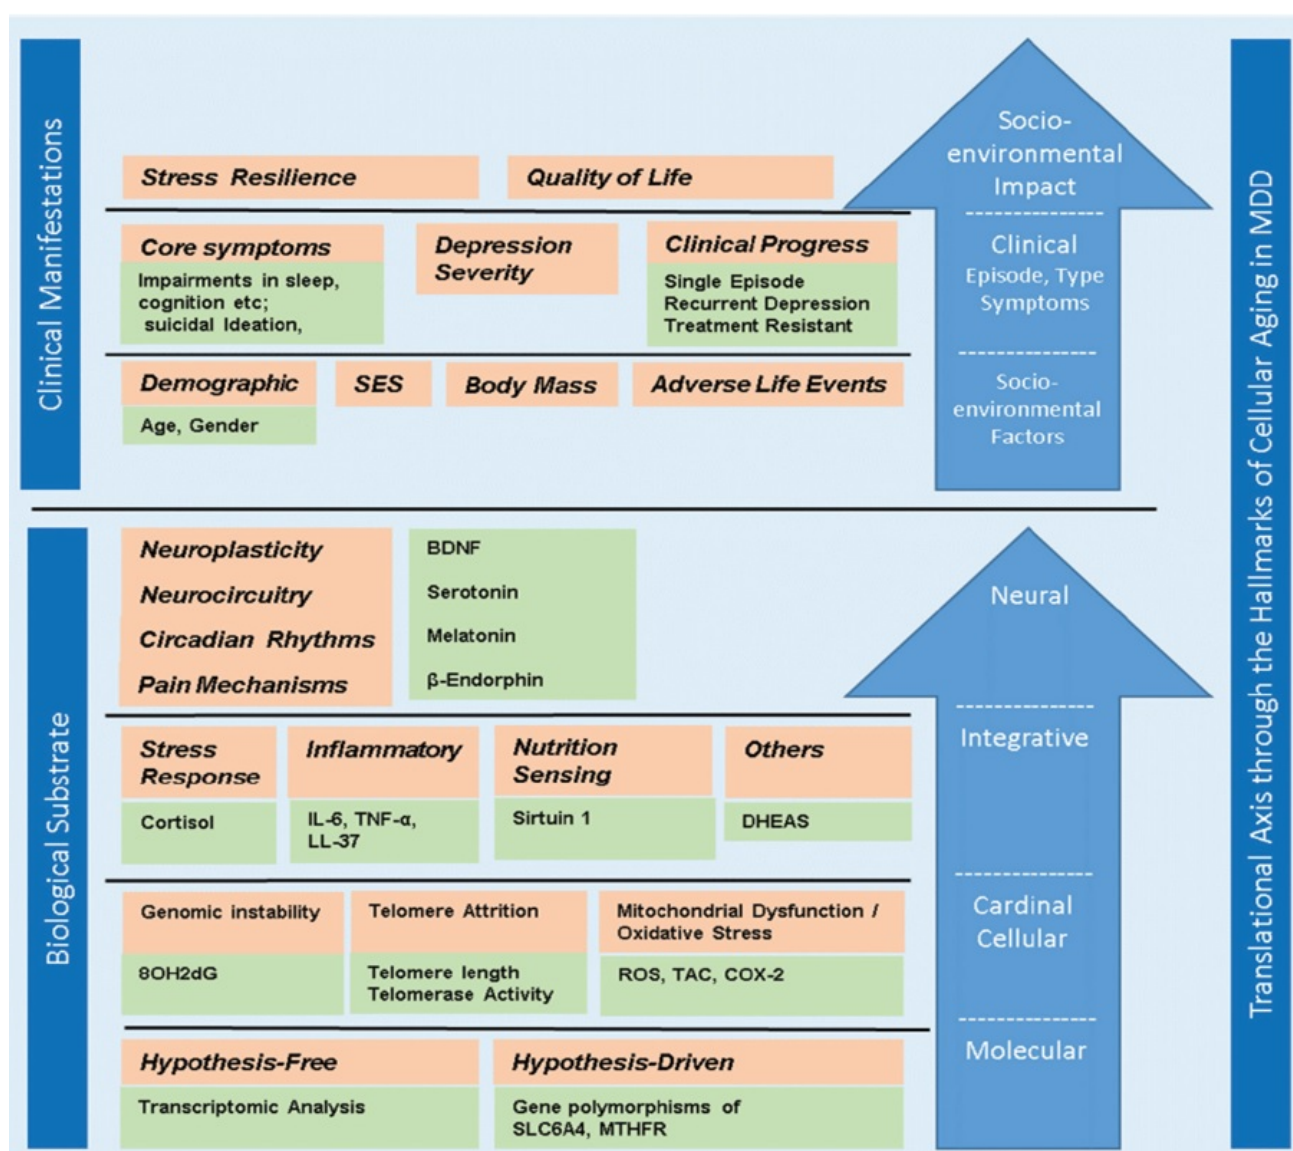 Clinical Manifestations
Stress Resilience
Quality of Life
Core symptoms
Impairments in sleep,
cognition etc;
suicidal Ideation,
Depression
Severity
Clinical Progress
Single Episode
Recurrent Depression
Treatment Resistant
Demographic
Age, Gender
SES
Body Mass
Adverse Life Events
Socio-
environmental
Impact
Clinical
Episode, Type
Symptoms
Socio-
environmental
Factors
Biological Substrate
Neuroplasticity
Neurocircuitry
Circadian Rhythms
Pain Mechanisms
BDNF
Serotonin
Melatonin
β-Endorphin
Stress
Response
Cortisol
Inflammatory
IL-6, TNF-α,
LL-37
Nutrition
Sensing
Sirtuin 1
Others
DHEAS
Genomic instability
8OH2dG
Telomere Attrition
Telomere length
Telomerase Activity
Mitochondrial Dysfunction /
Oxidative Stress
ROS, TAC, COX-2
Hypothesis-Free
Transcriptomic Analysis
Hypothesis-Driven
Gene polymorphisms of
SLC6A4, MTHFR
Neural
Integrative
Cardinal
Cellular
Molecular
Translational Axis through the Hallmarks of Cellular Aging in MDD